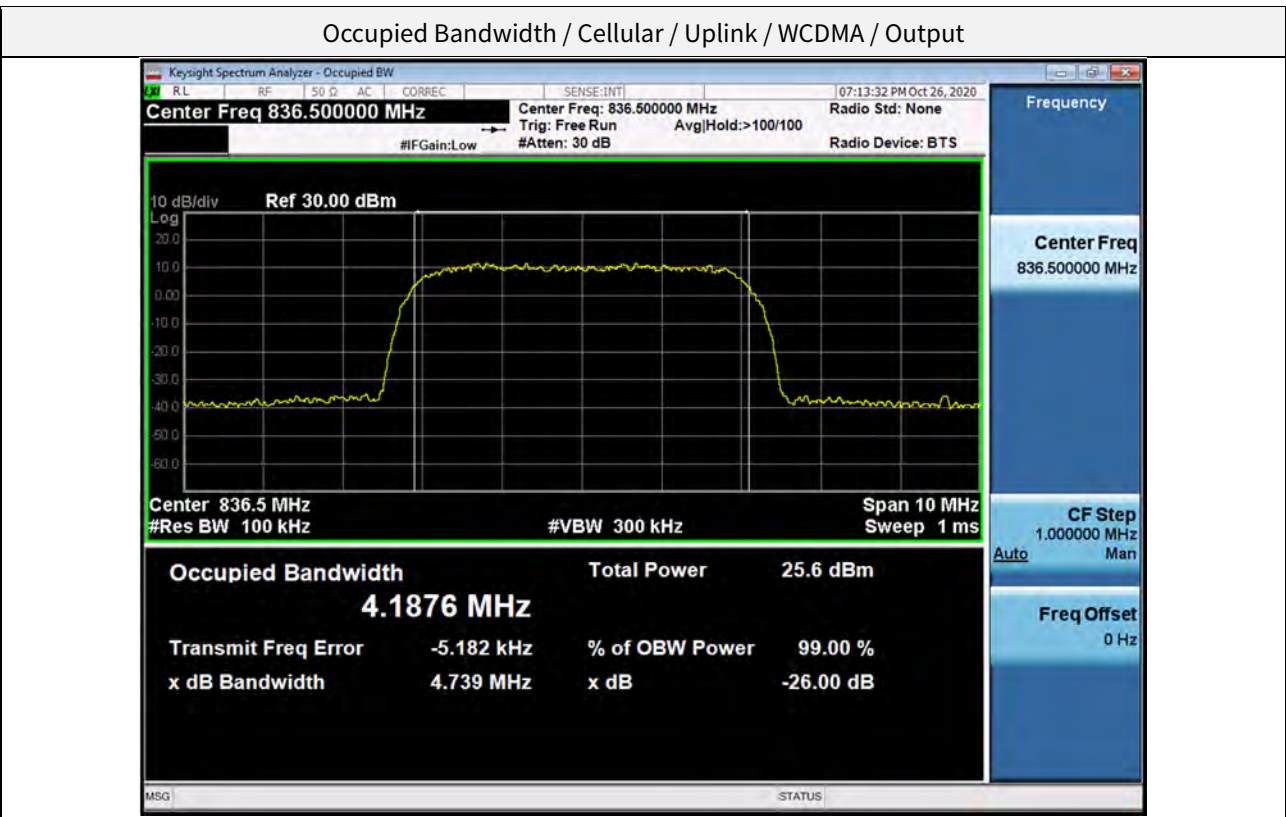 Occupied Bandwidth / Cellular / Uplink / WCDMA / Output
Keysight Spectrum Analyzer - Occupied BW
LXI RL RF 50 Ω AC CORREC SENSE:INT 07:13:32 PM Oct 26, 2020
Center Freq 836.500000 MHz
Center Freq: 836.500000 MHz
Radio Std: None
Trig: Free Run Avg|Hold:>100/100
#IFGain:Low
#Atten: 30 dB
Radio Device: BTS
Frequency
10 dB/div Ref 30.00 dBm
Log
20.0
10.0
0.00
-10.0
-20.0
-30.0
-40.0
-50.0
-60.0
Center 836.5 MHz
Span 10 MHz
#Res BW 100 kHz
#VBW 300 kHz
Sweep 1 ms
Occupied Bandwidth
4.1876 MHz
Total Power 25.6 dBm
Transmit Freq Error -5.182 kHz
% of OBW Power 99.00 %
x dB Bandwidth 4.739 MHz
x dB -26.00 dB
Center Freq
836.500000 MHz
CF Step
1.000000 MHz
Auto Man
Freq Offset
0 Hz
MSG
STATUS